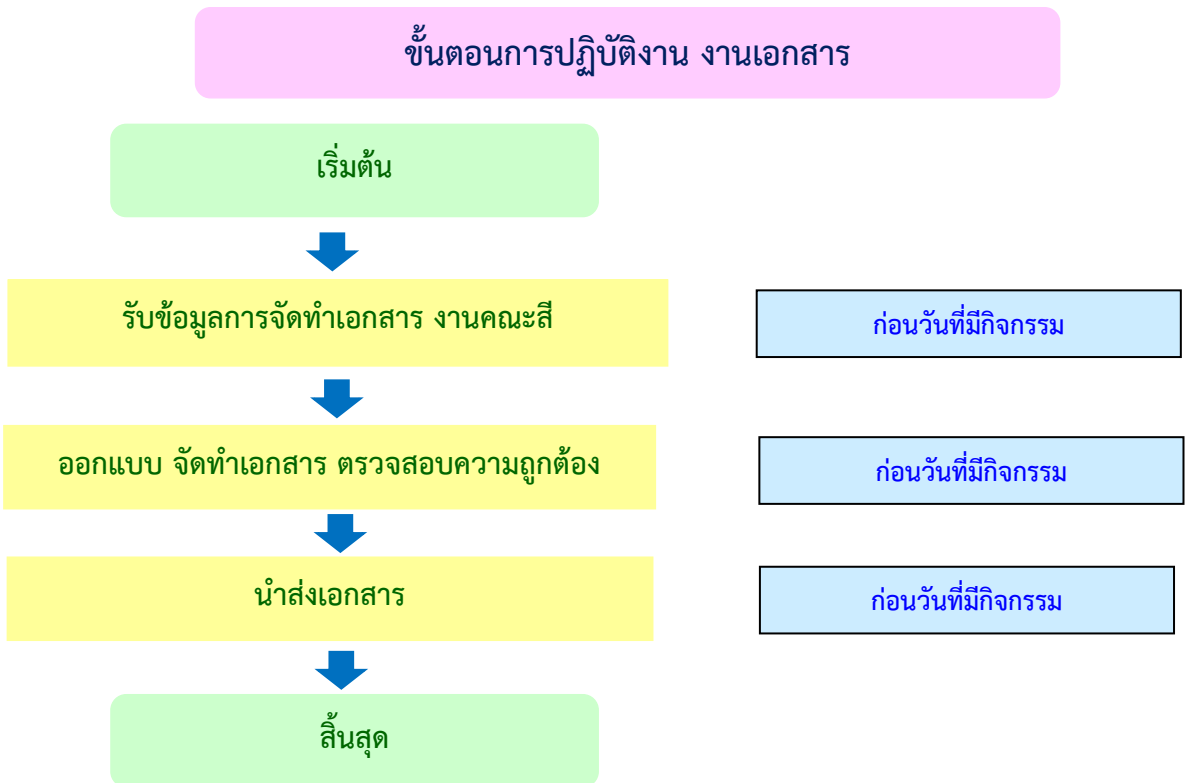 ขั้นตอนการปฏิบัติงาน งานเอกสาร
เริ่มต้น
รับข้อมูลการจัดทำเอกสาร งานคณะสี
ก่อนวันที่มีกิจกรรม
ออกแบบ จัดทำเอกสาร ตรวจสอบความถูกต้อง
ก่อนวันที่มีกิจกรรม
นำส่งเอกสาร
ก่อนวันที่มีกิจกรรม
สิ้นสุด